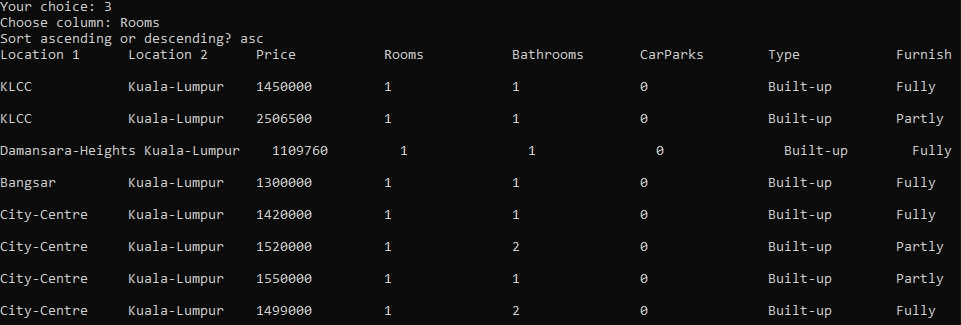 Your choice: 3
Choose column: Rooms
Sort ascending or descending? asc
Location 1 Location 2 Price Rooms Bathrooms CarParks Type Furnish
KLCC Kuala-Lumpur 1450000 1 1 0 Built-up Fully
KLCC Kuala-Lumpur 2506500 1 1 0 Built-up Partly
Damansara-Heights Kuala-Lumpur 1109760 1 1 0 Built-up Fully
Bangsar Kuala-Lumpur 1300000 1 1 0 Built-up Fully
City-Centre Kuala-Lumpur 1420000 1 1 0 Built-up Fully
City-Centre Kuala-Lumpur 1520000 1 2 0 Built-up Partly
City-Centre Kuala-Lumpur 1550000 1 1 0 Built-up Partly
City-Centre Kuala-Lumpur 1499000 1 2 0 Built-up Fully